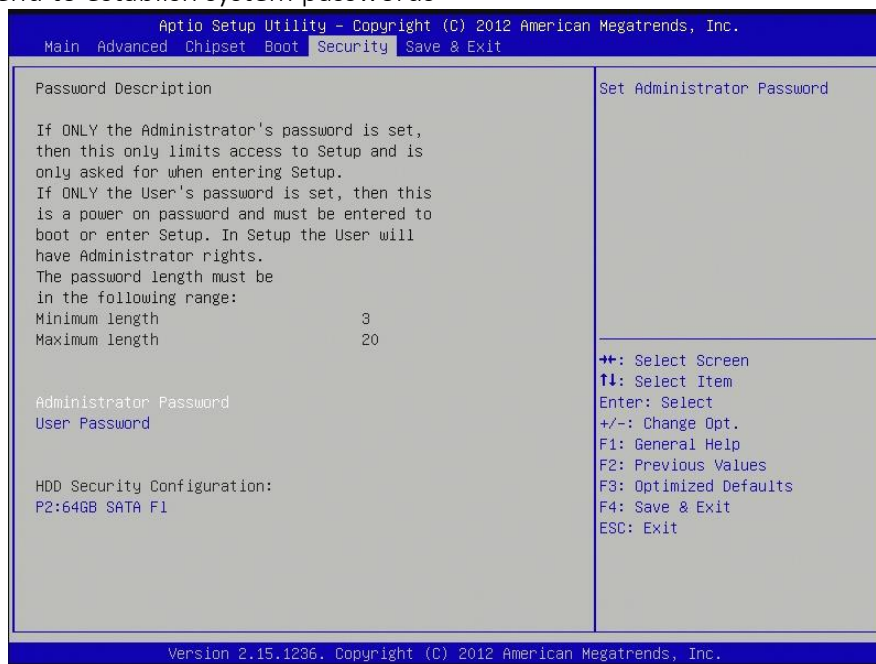 to establish system passwords
Aptio Setup Utility – Copyright (C) 2012 American Megatrends, Inc.
Main Advanced Chipset Boot Security Save & Exit
Password Description
If ONLY the Administrator's password is set,
then this only limits access to Setup and is
only asked for when entering Setup.
If ONLY the User's password is set, then this
is a power on password and must be entered to
boot or enter Setup. In Setup the User will
have Administrator rights.
The password length must be
in the following range:
Minimum length 3
Maximum length 20
Administrator Password
User Password
HDD Security Configuration:
P2:64GB SATA Fl
Set Administrator Password
→←: Select Screen
↑↓: Select Item
Enter: Select
+/-: Change Opt.
F1: General Help
F2: Previous Values
F3: Optimized Defaults
F4: Save & Exit
ESC: Exit
Version 2.15.1236. Copyright (C) 2012 American Megatrends, Inc.